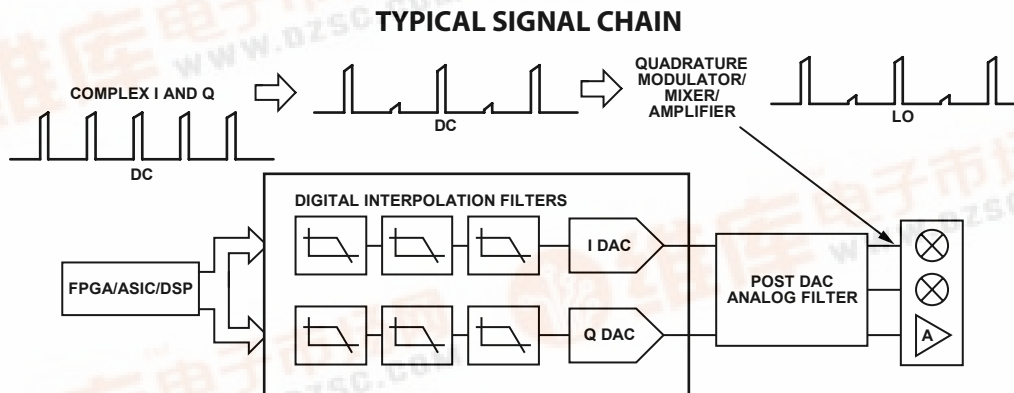 TYPICAL SIGNAL CHAIN
COMPLEX I AND Q
DC
DC
QUADRATURE
MODULATOR/
MIXER/
AMPLIFIER
LO
DIGITAL INTERPOLATION FILTERS
FPGA/ASIC/DSP
I DAC
Q DAC
POST DAC
ANALOG FILTER
A